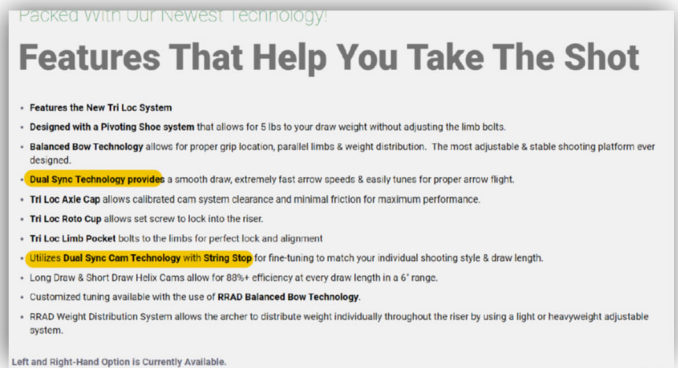 Packed With Our Newest Technology!
Features That Help You Take The Shot
• Features the New Tri Loc System
• Designed with a Pivoting Shoe system that allows for 5 lbs to your draw weight without adjusting the limb bolts.
• Balanced Bow Technology allows for proper grip location, parallel limbs & weight distribution. The most adjustable & stable shooting platform ever
designed.
• Dual Sync Technology provides a smooth draw, extremely fast arrow speeds & easily tunes for proper arrow flight.
• Tri Loc Axle Cap allows calibrated cam system clearance and minimal friction for maximum performance.
• Tri Loc Roto Cup allows set screw to lock into the riser.
• Tri Loc Limb Pocket bolts to the limbs for perfect lock and alignment
• Utilizes Dual Sync Cam Technology with String Stop for fine-tuning to match your individual shooting style & draw length.
• Long Draw & Short Draw Helix Cams allow for 88%+ efficiency at every draw length in a 6" range.
• Customized tuning available with the use of RRAD Balanced Bow Technology.
• RRAD Weight Distribution System allows the archer to distribute weight individually throughout the riser by using a light or heavyweight adjustable
system.
Left and Right-Hand Option is Currently Available.